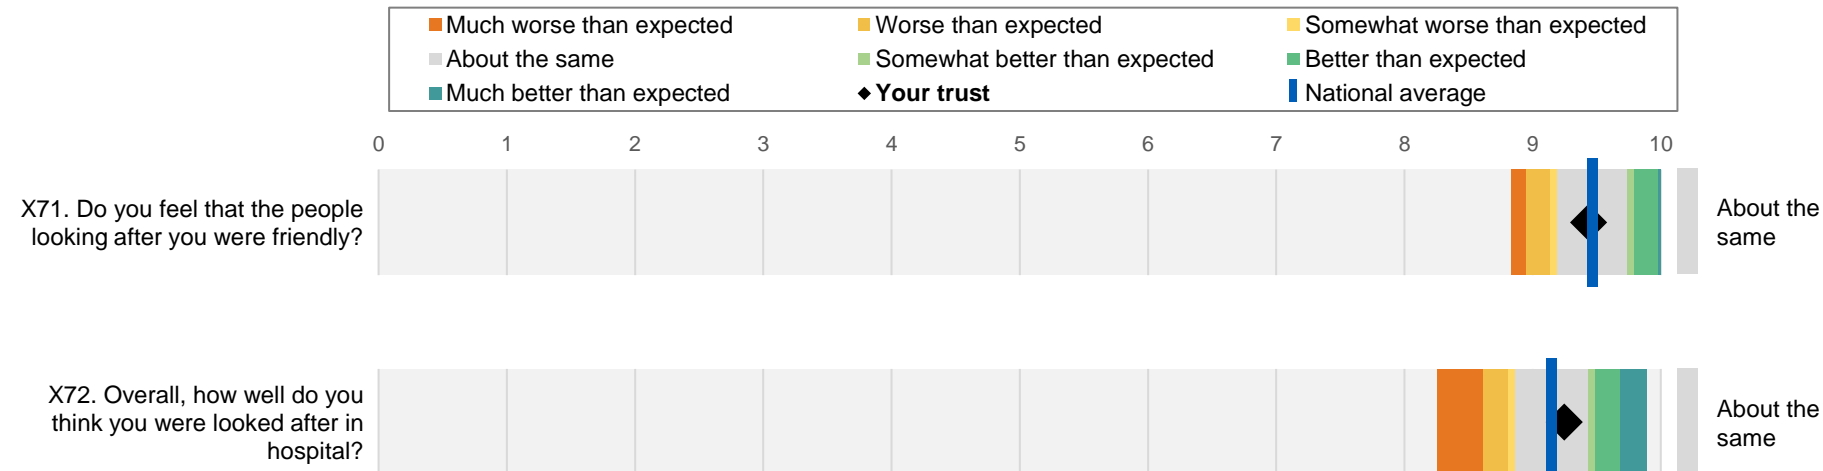 Much worse than expected
Worse than expected
Somewhat worse than expected
About the same
Somewhat better than expected
Better than expected
Much better than expected
Your trust
National average
0 1 2 3 4 5 6 7 8 9 10
X71. Do you feel that the people
looking after you were friendly?
About the
same
X72. Overall, how well do you
think you were looked after in
hospital?
About the
same